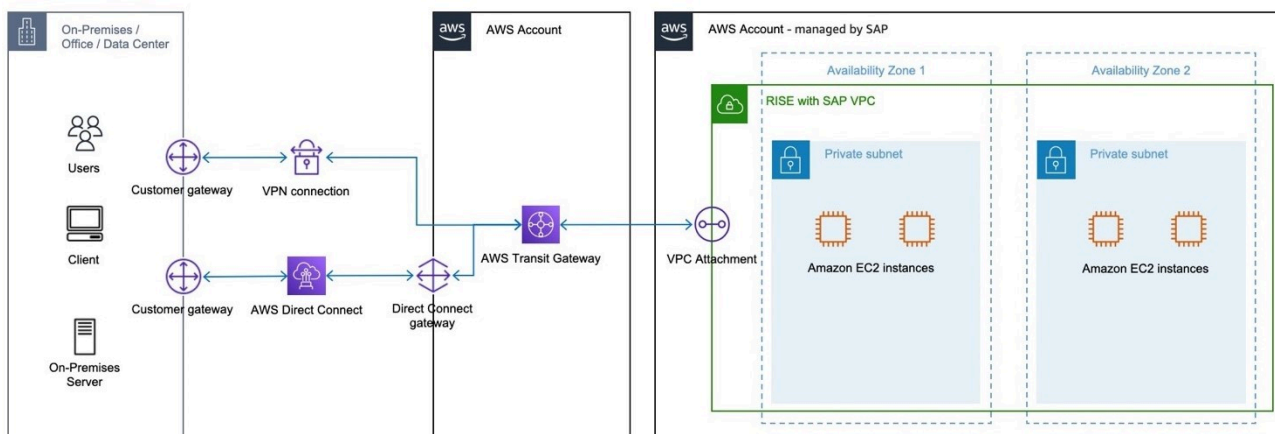 On-Premises /
Office / Data Center
Users
Client
On-Premises
Server
Customer gateway
VPN connection
Customer gateway
AWS Direct Connect
aws
AWS Account
Direct Connect
gateway
AWS Transit Gateway
aws
AWS Account - managed by SAP
Availability Zone 1
Availability Zone 2
RISE with SAP VPC
Private subnet
Private subnet
VPC Attachment
Amazon EC2 instances
Amazon EC2 instances